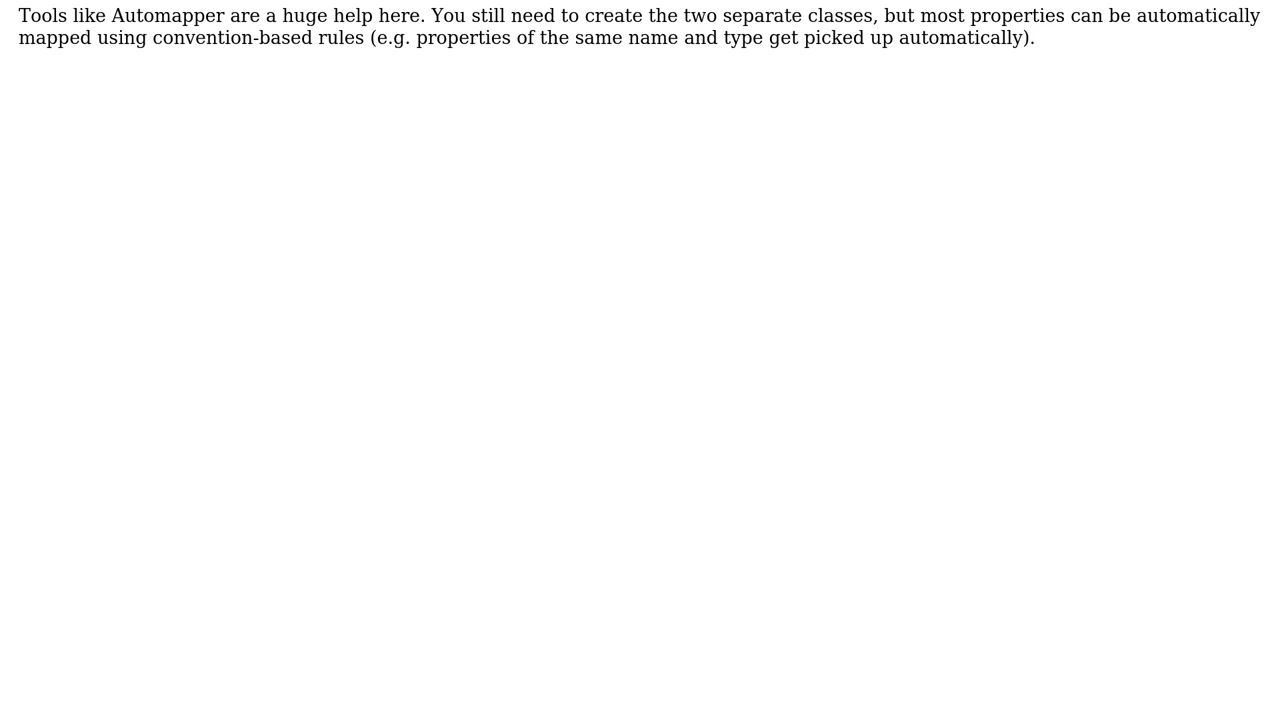 Tools like Automapper are a huge help here. You still need to create the two separate classes, but most properties can be automatically
mapped using convention-based rules (e.g. properties of the same name and type get picked up automatically).